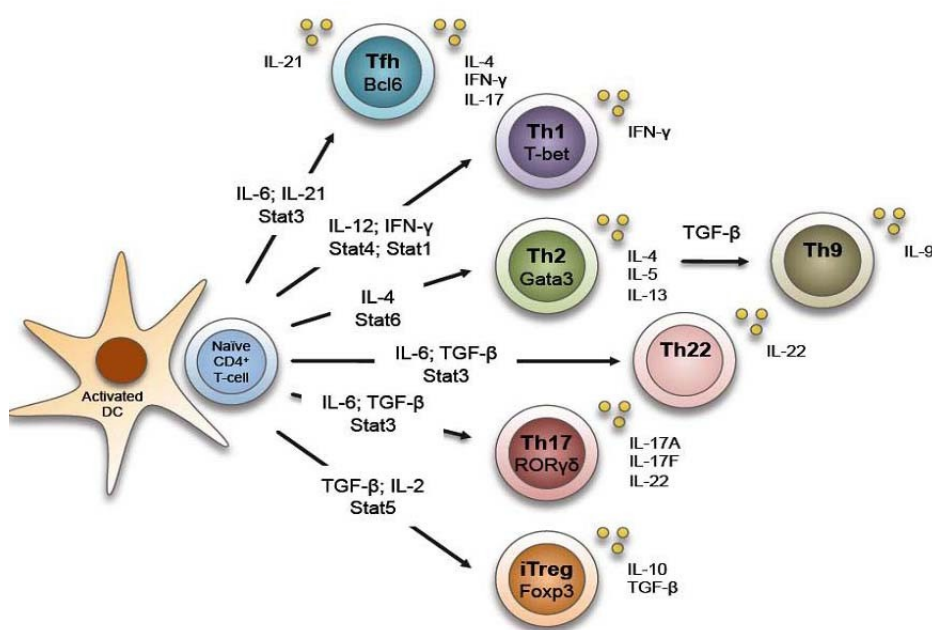 IL-21
Tfh
Bcl6
IL-4
IFN-γ
IL-17
Th1
T-bet
IFN-γ
IL-6; IL-21
Stat3
IL-12; IFN-γ
Stat4; Stat1
Th2
Gata3
IL-4
IL-5
IL-13
TGF-β
Th9
IL-9
IL-4
Stat6
Naïve
CD4⁺
T-cell
Activated
DC
IL-6; TGF-β
Stat3
Th22
IL-22
IL-6; TGF-β
Stat3
Th17
RORγδ
IL-17A
IL-17F
IL-22
TGF-β; IL-2
Stat5
iTreg
Foxp3
IL-10
TGF-β